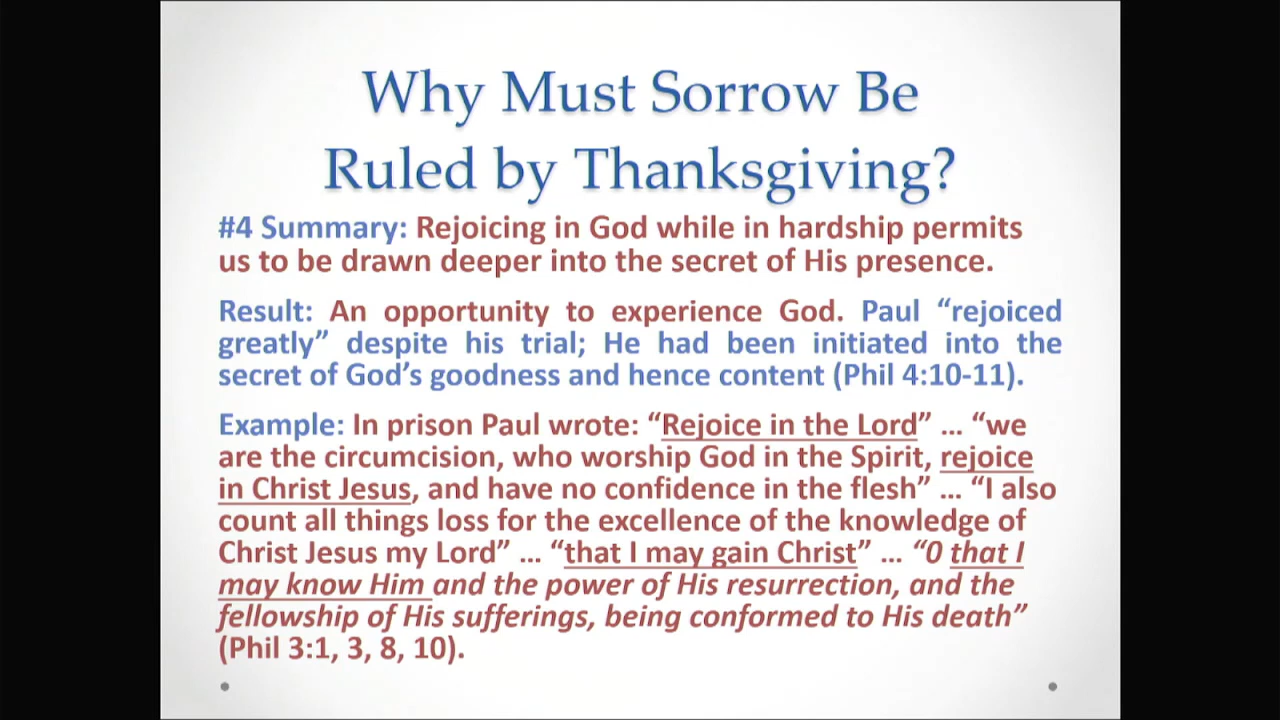 Why Must Sorrow Be
Ruled by Thanksgiving?
#4 Summary: Rejoicing in God while in hardship permits
us to be drawn deeper into the secret of His presence.
Result: An opportunity to experience God. Paul “rejoiced
greatly” despite his trial; He had been initiated into the
secret of God’s goodness and hence content (Phil 4:10-11).
Example: In prison Paul wrote: “Rejoice in the Lord” … “we
are the circumcision, who worship God in the Spirit, rejoice
in Christ Jesus, and have no confidence in the flesh” … “I also
count all things loss for the excellence of the knowledge of
Christ Jesus my Lord” … “that I may gain Christ” … “0 that I
may know Him and the power of His resurrection, and the
fellowship of His sufferings, being conformed to His death”
(Phil 3:1, 3, 8, 10).